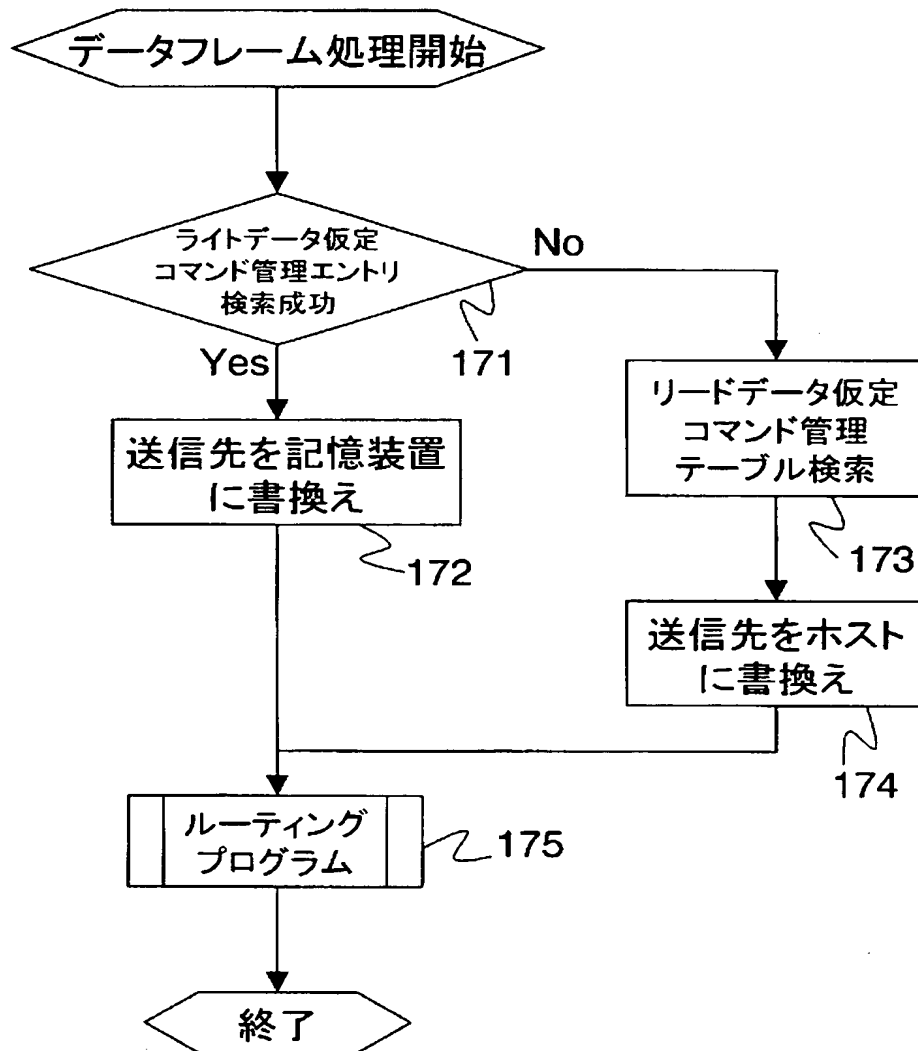 データフレーム処理開始
ライトデータ仮定
コマンド管理エントリ
検索成功
No
171
Yes
送信先を記憶装置
に書換え
172
リードデータ仮定
コマンド管理
テーブル検索
173
送信先をホスト
に書換え
174
ルーティング
プログラム
175
終了